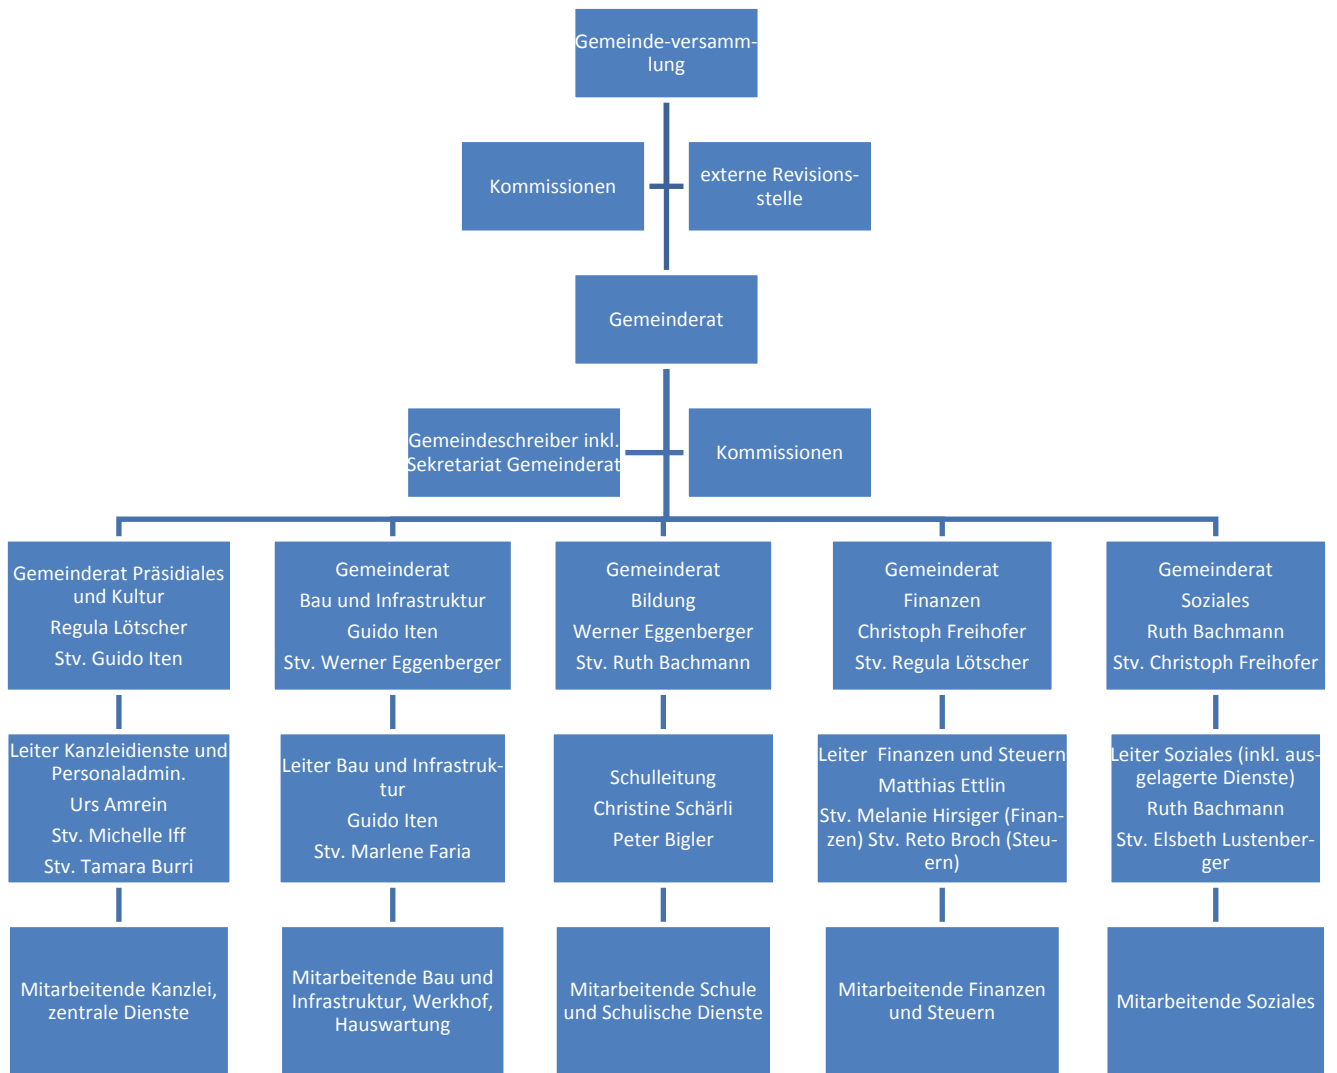 Gemeinde-versamm-
lung
Kommissionen
externe Revisions-
stelle
Gemeinderat
Gemeindeschreiber inkl.
Sekretariat Gemeinderat
Kommissionen
Gemeinderat Präsidiales
und Kultur
Regula Lötscher
Stv. Guido Iten
Gemeinderat
Bau und Infrastruktur
Guido Iten
Stv. Werner Eggenberger
Gemeinderat
Bildung
Werner Eggenberger
Stv. Ruth Bachmann
Gemeinderat
Finanzen
Christoph Freihofer
Stv. Regula Lötscher
Gemeinderat
Soziales
Ruth Bachmann
Stv. Christoph Freihofer
Leiter Kanzleidienste und
Personaladmin.
Urs Amrein
Stv. Michelle Iff
Stv. Tamara Burri
Leiter Bau und Infrastruk-
tur
Guido Iten
Stv. Marlene Faria
Schulleitung
Christine Schärli
Peter Bigler
Leiter  Finanzen und Steuern
Matthias Ettlin
Stv. Melanie Hirsiger (Finan-
zen) Stv. Reto Broch (Steu-
ern)
Leiter Soziales (inkl. aus-
gelagerte Dienste)
Ruth Bachmann
Stv. Elsbeth Lustenber-
ger
Mitarbeitende Kanzlei,
zentrale Dienste
Mitarbeitende Bau und
Infrastruktur, Werkhof,
Hauswartung
Mitarbeitende Schule
und Schulische Dienste
Mitarbeitende Finanzen
und Steuern
Mitarbeitende Soziales